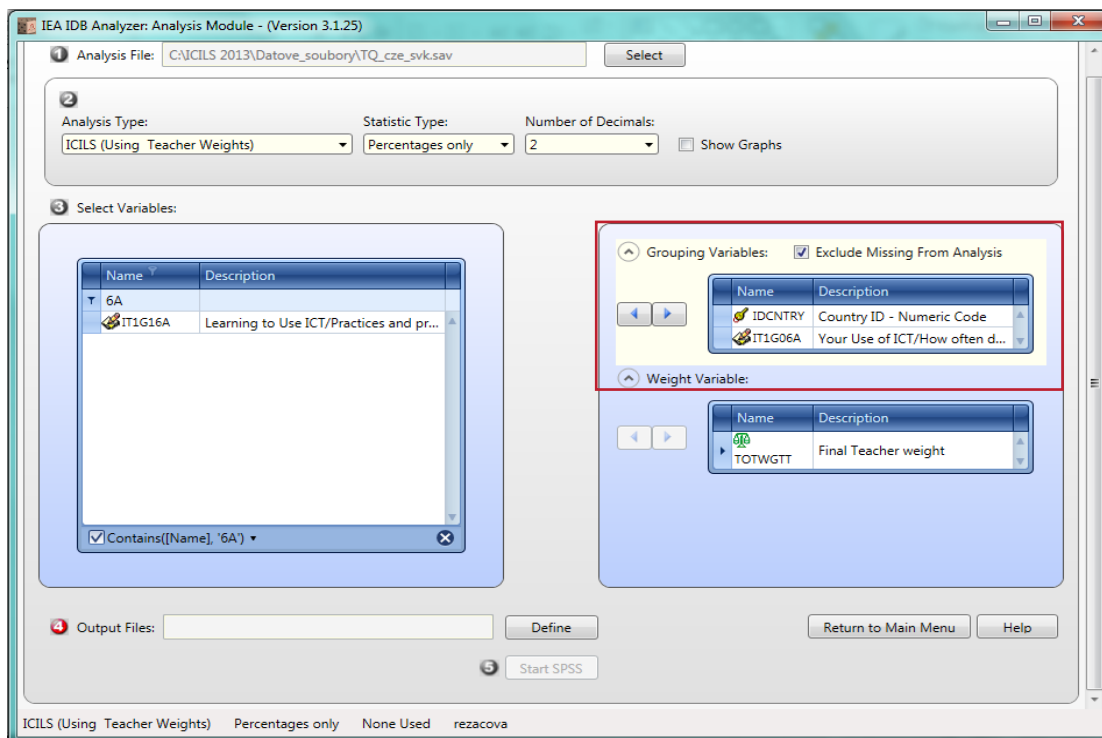 IEA IDB Analyzer: Analysis Module - (Version 3.1.25)
1 Analysis File: C:\ICILS 2013\Datove_soubory\TQ_cze_svk.sav Select
2
Analysis Type: Statistic Type: Number of Decimals:
ICILS (Using Teacher Weights) Percentages only 2 Show Graphs
3 Select Variables:
Grouping Variables: Exclude Missing From Analysis
Name Description
6A
IT1G16A Learning to Use ICT/Practices and pr...
Name Description
IDCNTRY Country ID - Numeric Code
IT1G06A Your Use of ICT/How often d...
Weight Variable:
Name Description
TOTWGTT Final Teacher weight
Contains([Name], '6A')
4 Output Files: Define Return to Main Menu Help
5 Start SPSS
ICILS (Using Teacher Weights) Percentages only None Used rezacova